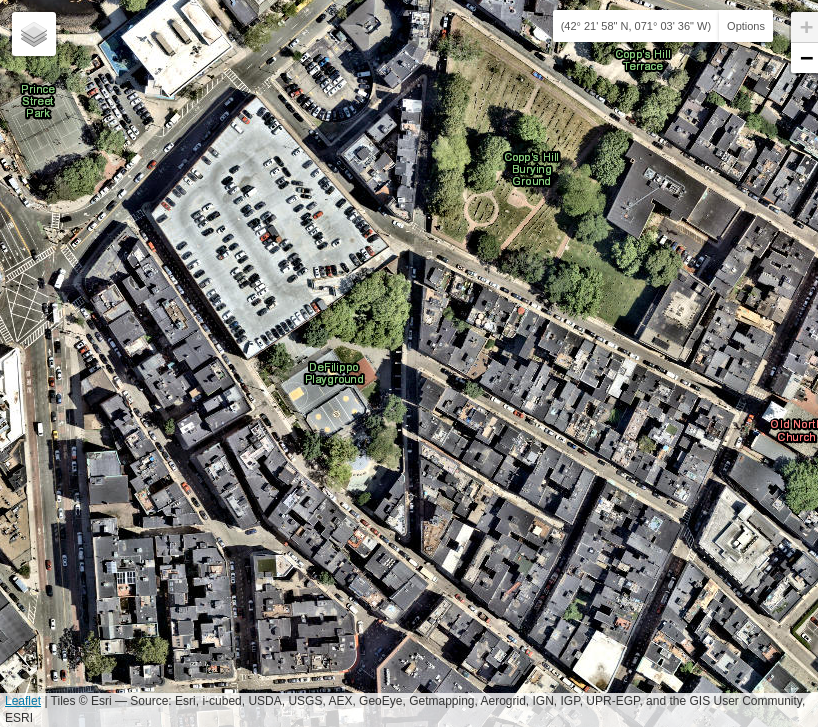 (42° 21' 58" N, 071° 03' 36" W)
Options
+
−
Copp's Hill
Terrace
Prince
Street
Park
Copp's Hill
Burying
Ground
DeFilippo
Playground
Old North
Church
Leaflet | Tiles © Esri — Source: Esri, i-cubed, USDA, USGS, AEX, GeoEye, Getmapping, Aerogrid, IGN, IGP, UPR-EGP, and the GIS User Community,
ESRI